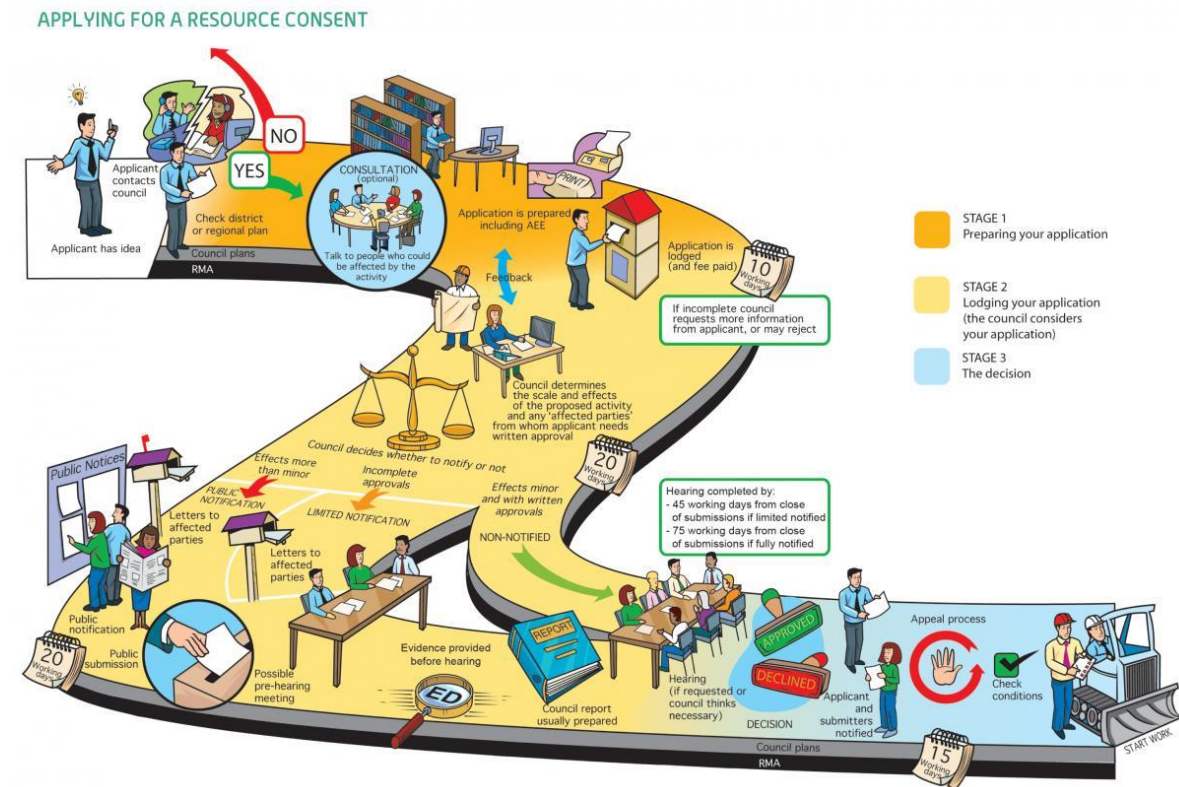 APPLYING FOR A RESOURCE CONSENT
NO
YES
Applicant
contacts
council
Applicant has idea
Check district
or regional plan
Council plans
RMA
CONSULTATION
(optional)
Talk to people who could
be affected by the
activity
Application is prepared
including AEE
PRINT
Feedback
Application is
lodged
(and fee paid)
10
Working
days
If incomplete council
requests more information
from applicant, or may reject
STAGE 1
Preparing your application
STAGE 2
Lodging your application
(the council considers
your application)
STAGE 3
The decision
Council determines
the scale and effects
of the proposed activity
and any 'affected parties'
from whom applicant needs
written approval
20
Working
days
Council decides whether to notify or not
Effects more
than minor
PUBLIC
NOTIFICATION
Incomplete
approvals
LIMITED NOTIFICATION
Effects minor
and with written
approvals
NON-NOTIFIED
Public Notices
Letters to
affected
parties
Letters to
affected
parties
Public
notification
20
Working
days
Public
submission
Possible
pre-hearing
meeting
Evidence provided
before hearing
ED
REPORT
Council report
usually prepared
Hearing completed by:
- 45 working days from close
of submissions if limited notified
- 75 working days from close
of submissions if fully notified
Hearing
(if requested or
council thinks
necessary)
APPROVED
DECLINED
DECISION
Applicant
and
submitters
notified
Appeal process
Check
conditions
15
Working
days
Council plans
RMA
START WORK